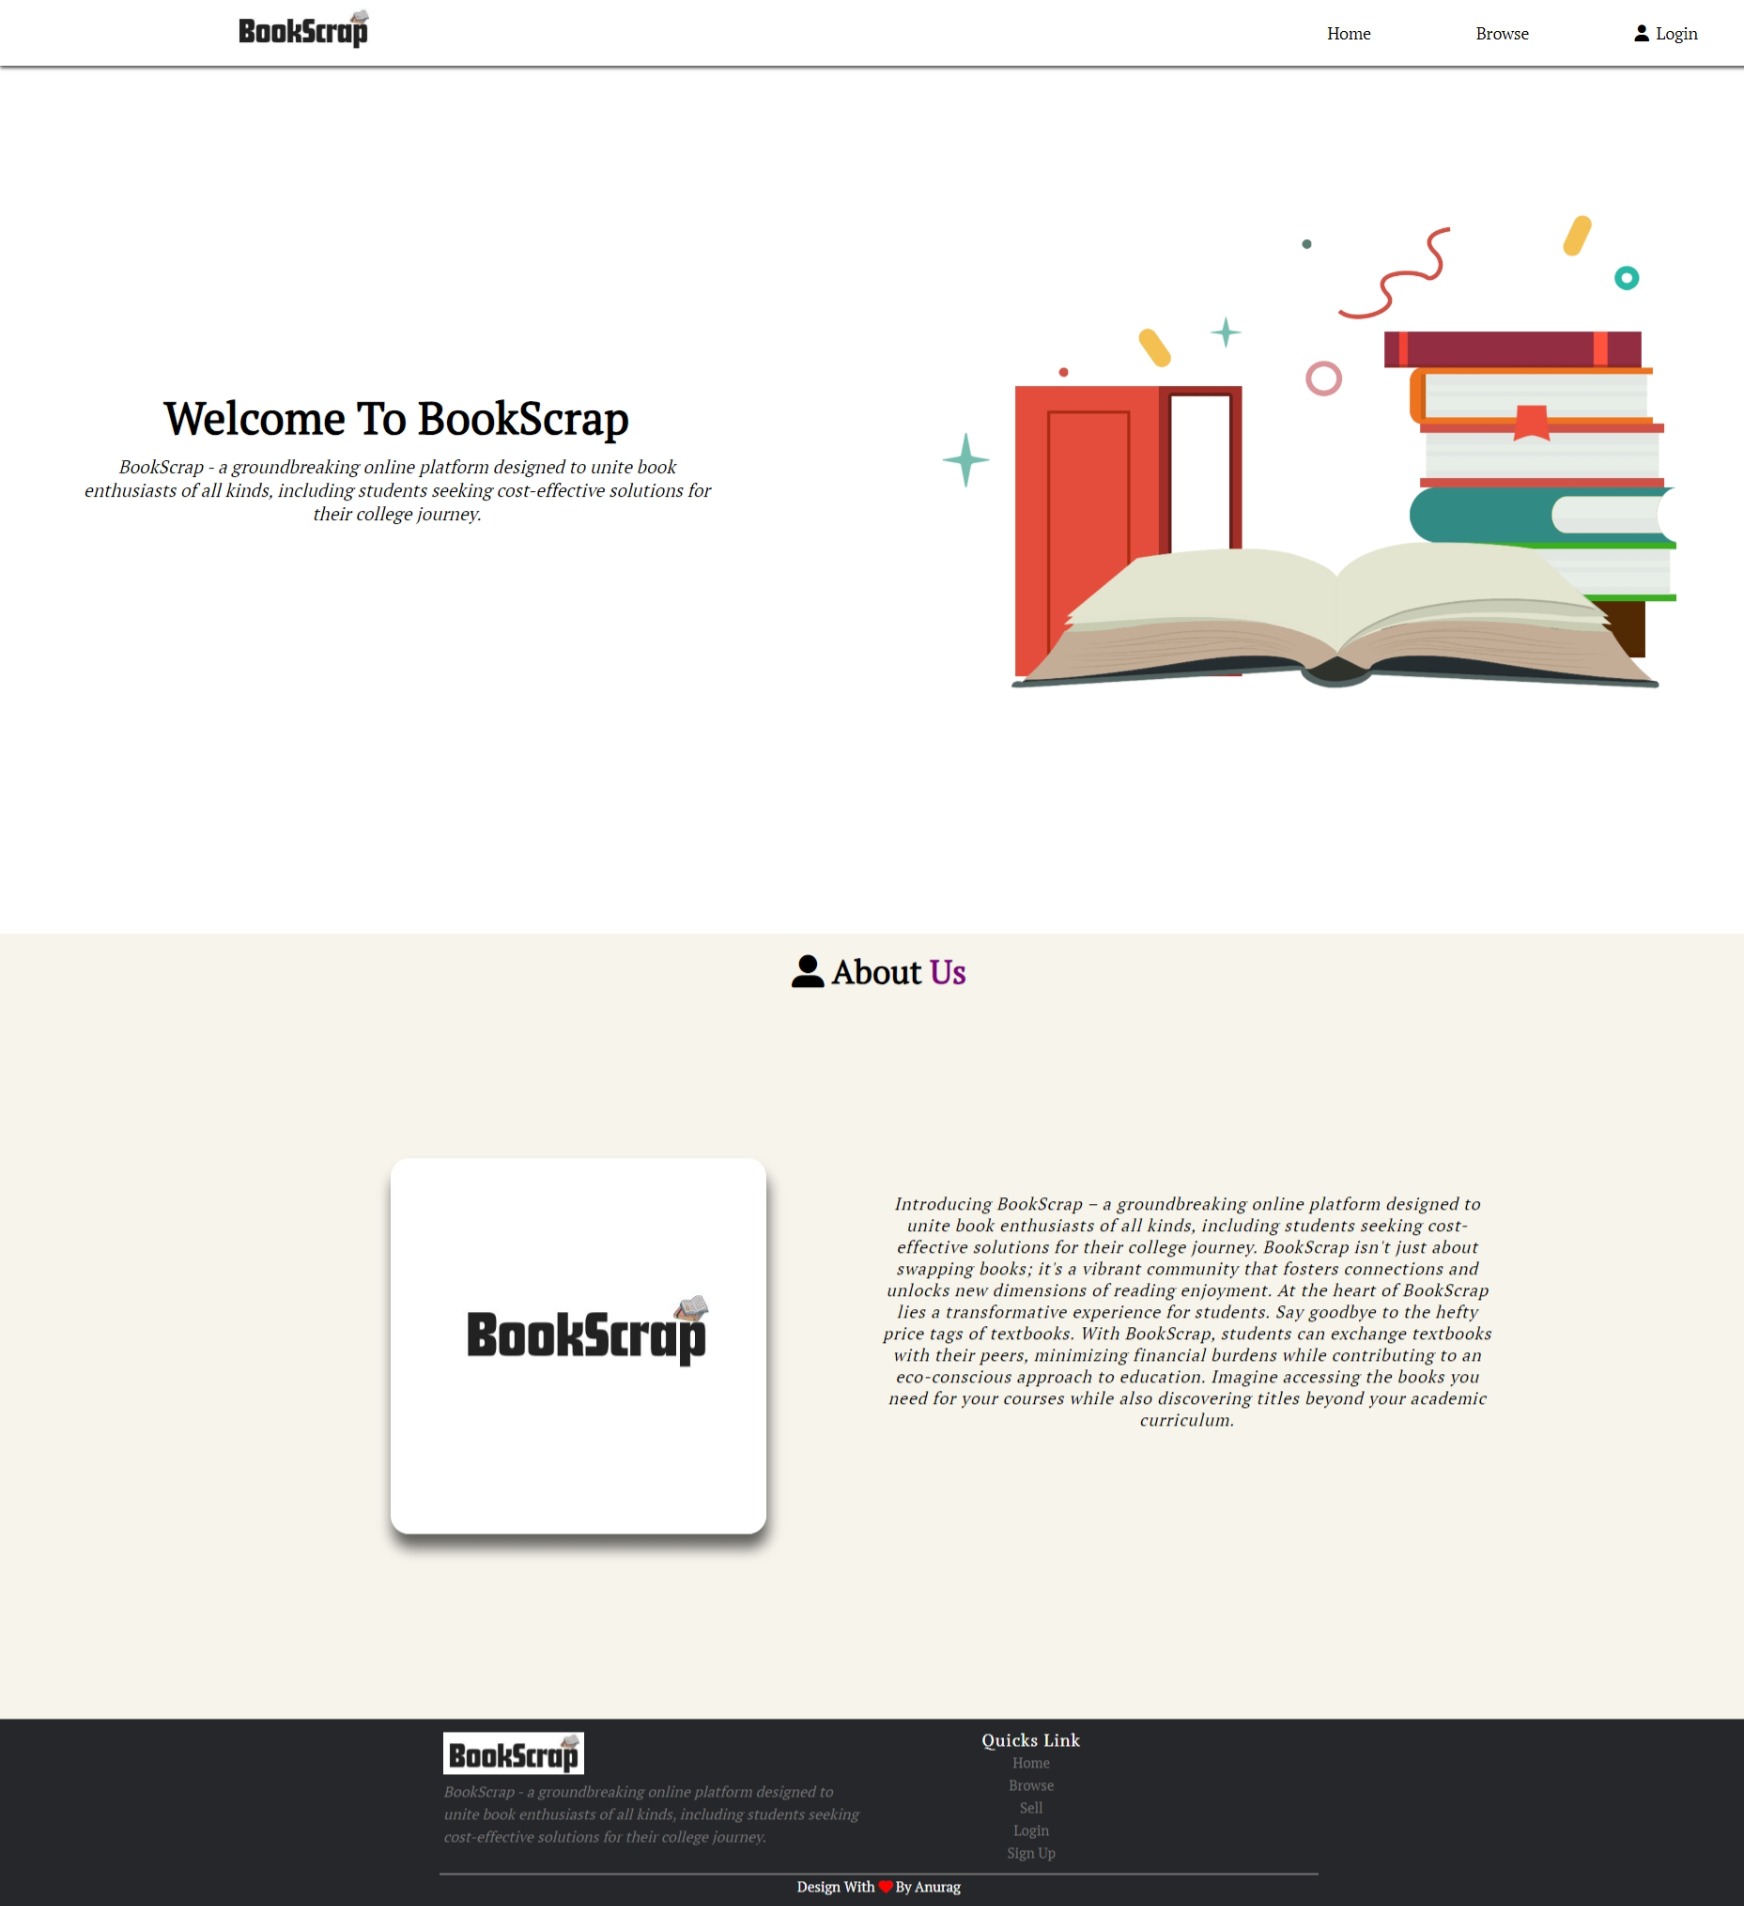 BookScrap
Home
Browse
Login
Welcome To BookScrap
BookScrap - a groundbreaking online platform designed to unite book
enthusiasts of all kinds, including students seeking cost-effective solutions for
their college journey.
About Us
BookScrap
Introducing BookScrap – a groundbreaking online platform designed to
unite book enthusiasts of all kinds, including students seeking cost-
effective solutions for their college journey. BookScrap isn't just about
swapping books; it's a vibrant community that fosters connections and
unlocks new dimensions of reading enjoyment. At the heart of BookScrap
lies a transformative experience for students. Say goodbye to the hefty
price tags of textbooks. With BookScrap, students can exchange textbooks
with their peers, minimizing financial burdens while contributing to an
eco-conscious approach to education. Imagine accessing the books you
need for your courses while also discovering titles beyond your academic
curriculum.
BookScrap
BookScrap - a groundbreaking online platform designed to
unite book enthusiasts of all kinds, including students seeking
cost-effective solutions for their college journey.
Quicks Link
Home
Browse
Sell
Login
Sign Up
Design With By Anurag